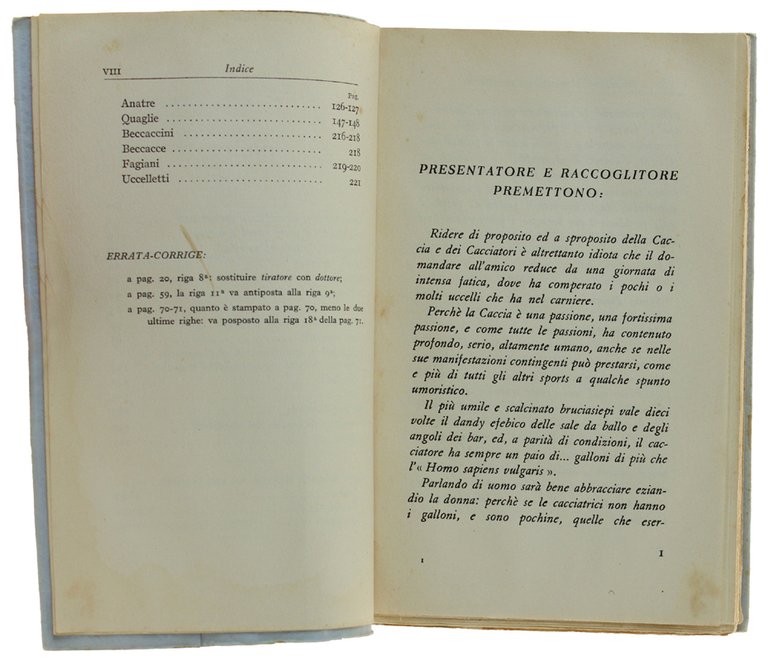 VIII Indice
Pag.
Anatre . . . . . . . . . . . . . . . . . . . . . . . . . . 126-127
Quaglie . . . . . . . . . . . . . . . . . . . . . . . . . . 147-148
Beccaccini . . . . . . . . . . . . . . . . . . . . . . . . 216-218
Beccacce . . . . . . . . . . . . . . . . . . . . . . . . . 218
Fagiani . . . . . . . . . . . . . . . . . . . . . . . . . . 219-220
Uccelletti . . . . . . . . . . . . . . . . . . . . . . . . 221
ERRATA-CORRIGE:
a pag. 20, riga 8ª: sostituire tiratore con dottore;
a pag. 59, la riga 11ª va antiposta alla riga 9ª;
a pag. 70-71, quanto è stampato a pag. 70, meno le due
ultime righe: va posposto alla riga 18ª della pag. 71.
PRESENTATORE E RACCOGLITORE
PREMETTONO:
Ridere di proposito ed a sproposito della Cac-
cia e dei Cacciatori è altrettanto idiota che il do-
mandare all'amico reduce da una giornata di
intensa fatica, dove ha comperato i pochi o i
molti uccelli che ha nel carniere.
Perchè la Caccia è una passione, una fortissima
passione, e come tutte le passioni, ha contenuto
profondo, serio, altamente umano, anche se nelle
sue manifestazioni contingenti può prestarsi, come
e più di tutti gli altri sports a qualche spunto
umoristico.
Il più umile e scalcinato bruciasiepi vale dieci
volte il dandy efebico delle sale da ballo e degli
angoli dei bar, ed, a parità di condizioni, il cac-
ciatore ha sempre un paio di... galloni di più che
l'« Homo sapiens vulgaris ».
Parlando di uomo sarà bene abbracciare ezian-
dio la donna: perchè se le cacciatrici non hanno
i galloni, e sono pochine, quelle che eser-
1 1